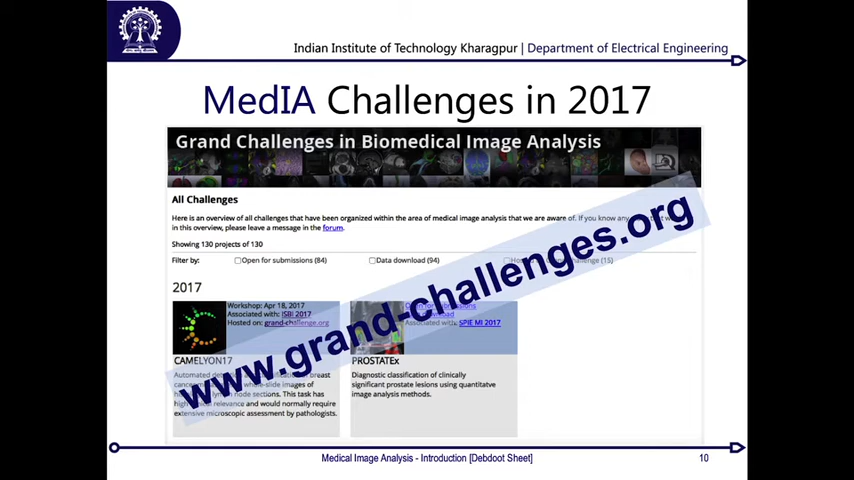 Indian Institute of Technology Kharagpur | Department of Electrical Engineering
MedIA Challenges in 2017
Grand Challenges in Biomedical Image Analysis
All Challenges
Here is an overview of all challenges that have been organized within the area of medical image analysis that we are aware of. If you know any
in this overview, please leave a message in the forum.
Showing 130 projects of 130
Filter by:
Open for submissions (84)
Data download (94)
challenge (15)
www.grand-challenges.org
2017
Workshop: Apr 18, 2017
Associated with: ISBI 2017
Hosted on: grand-challenge.org
CAMELYON17
Automated breast
whole-slide images of
node sections. This task has
relevance and would normally require
extensive microscopic assessment by pathologists.
Associated with: SPIE MI 2017
PROSTATEx
Diagnostic classification of clinically
significant prostate lesions using quantitatve
image analysis methods.
Medical Image Analysis - Introduction [Debdoot Sheet]
10